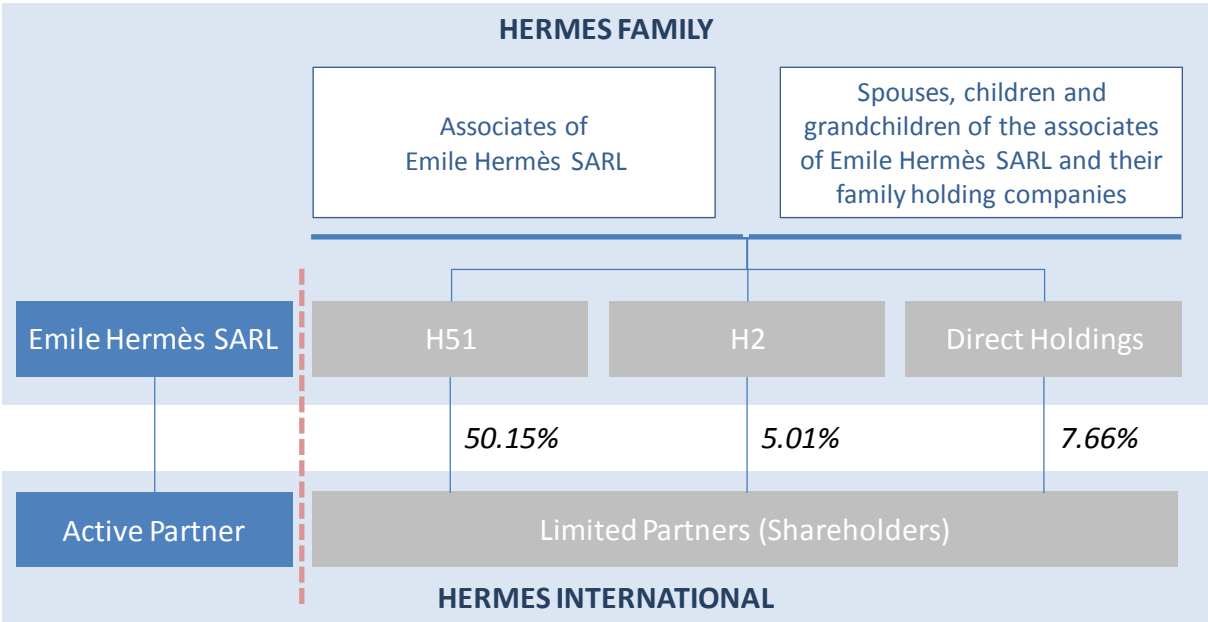 HERMES FAMILY
Associates of
Emile Hermès SARL
Spouses, children and
grandchildren of the associates
of Emile Hermès SARL and their
family holding companies
Emile Hermès SARL
H51
H2
Direct Holdings
50.15%
5.01%
7.66%
Active Partner
Limited Partners (Shareholders)
HERMES INTERNATIONAL